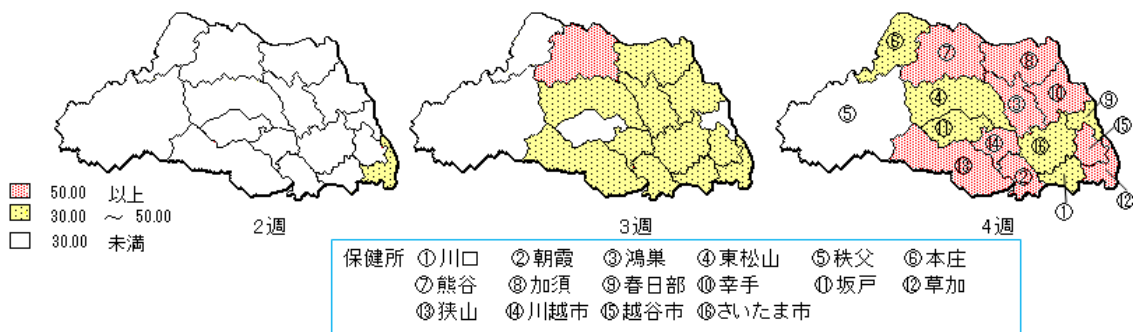 ⑥
⑦
⑧
⑨
④
③
⑩
⑤
⑮
⑪
⑭
⑯
⑬
②
①
⑫
50.00 以上
30.00 ～ 50.00
30.00 未満
2週
3週
4週
保健所 ①川口 ②朝霞 ③鴻巣 ④東松山 ⑤秩父 ⑥本庄
⑦熊谷 ⑧加須 ⑨春日部 ⑩幸手 ⑪坂戸 ⑫草加
⑬狭山 ⑭川越市 ⑮越谷市 ⑯さいたま市